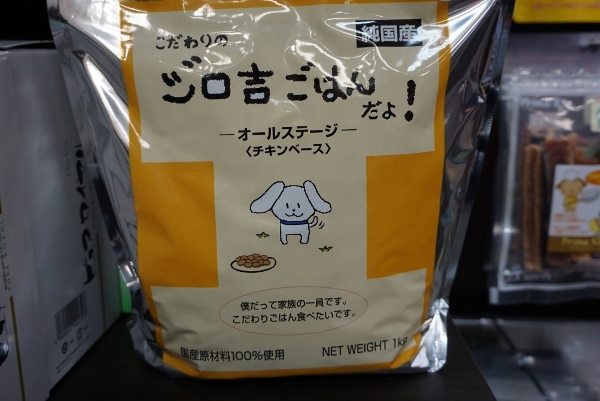 こだわりの
純国産
ジロ吉ごはん
だよ！
―オールステージ―
〈チキンベース〉
僕だって家族の一員です。
こだわりごはん食べたいです。
国産原材料100%使用
NET WEIGHT 1kg